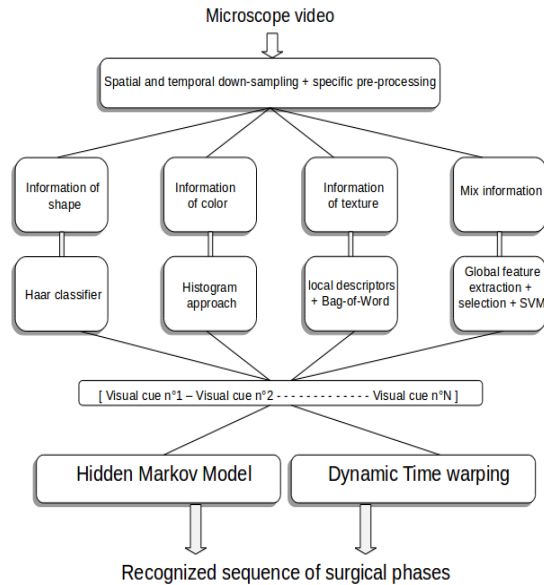 Microscope video
Spatial and temporal down-sampling + specific pre-processing
Information of
shape
Information
of color
Information
of texture
Mix information
Haar classifier
Histogram
approach
local descriptors
+ Bag-of-Word
Global feature
extraction +
selection + SVM
[ Visual cue n°1 – Visual cue n°2 - - - - - - - - - - - - - Visual cue n°N ]
Hidden Markov Model
Dynamic Time warping
Recognized sequence of surgical phases